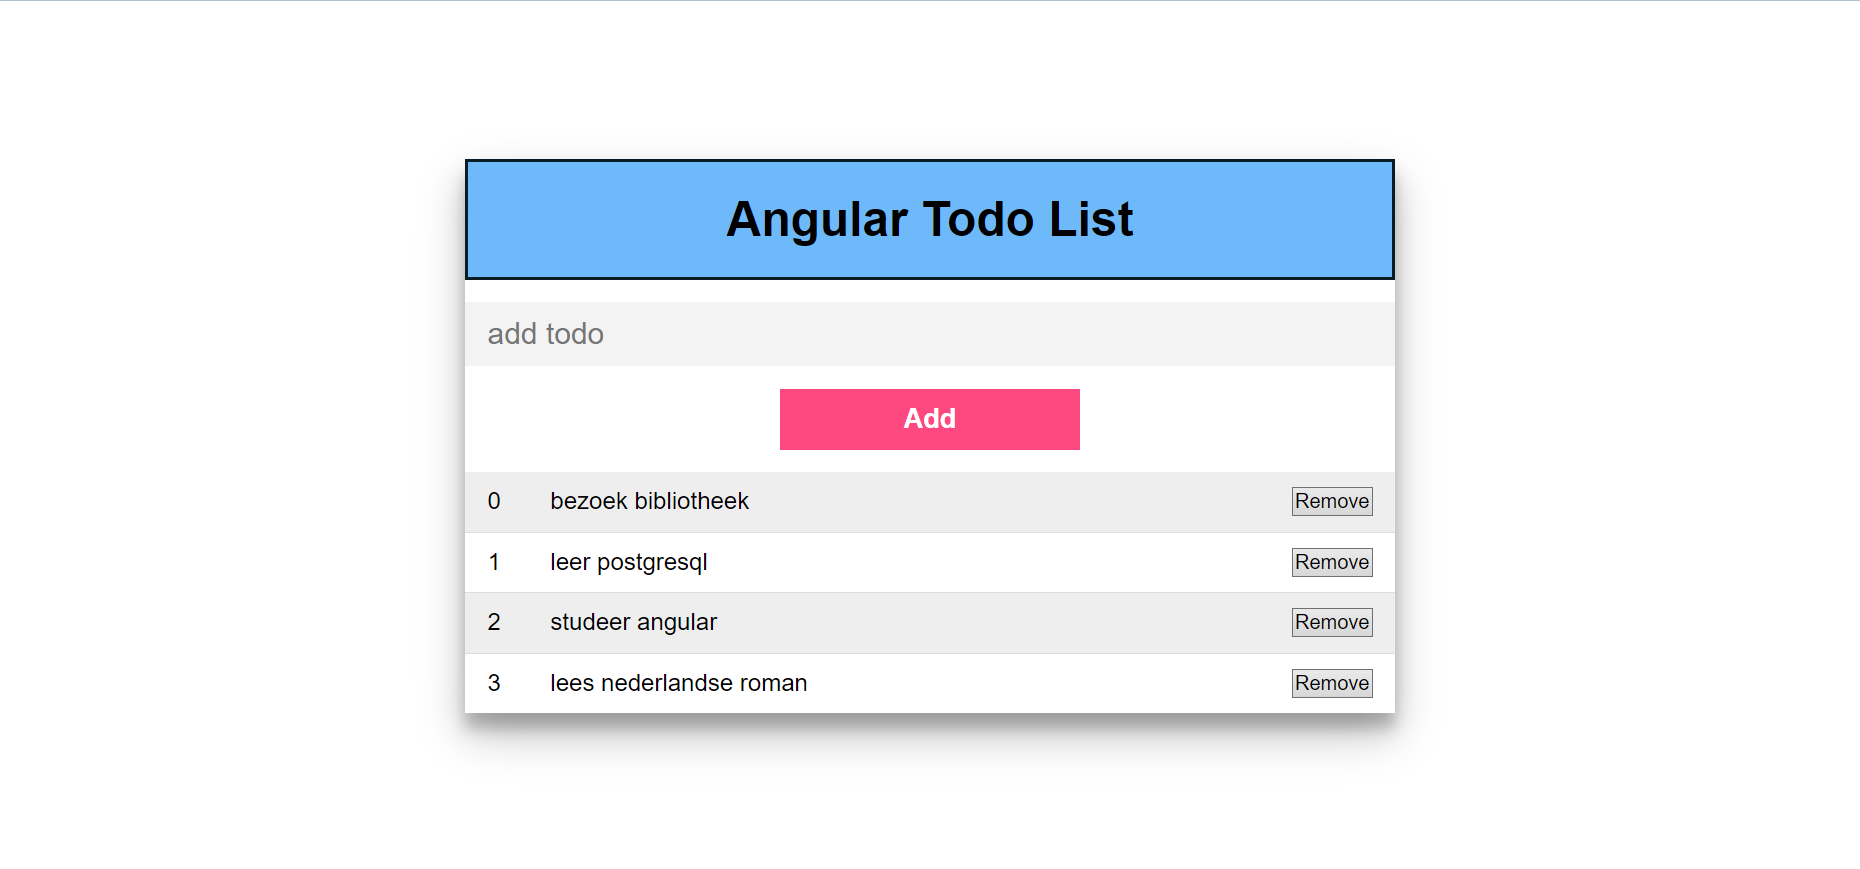 Angular Todo List
add todo
Add
0 bezoek bibliotheek Remove
1 leer postgresql Remove
2 studeer angular Remove
3 lees nederlandse roman Remove